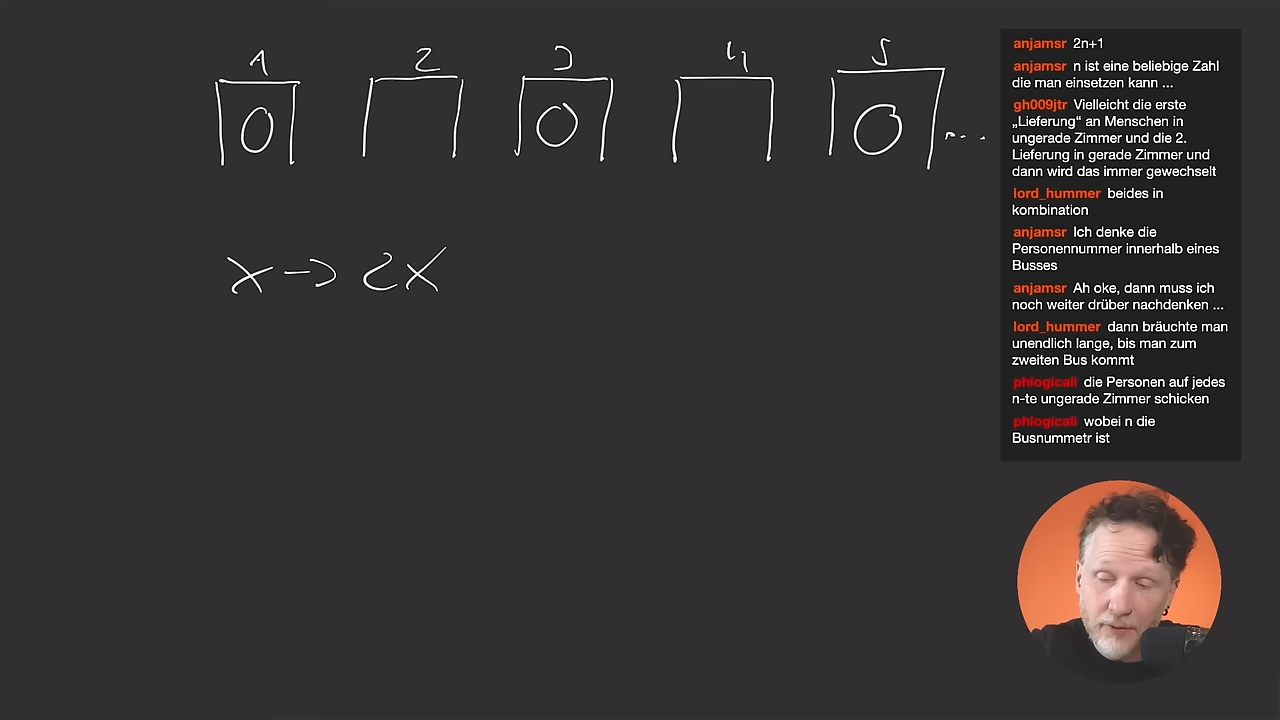 1 2 3 4 5
0 0 0 ...
x → 2x
anjamsr 2n+1
anjamsr n ist eine beliebige Zahl
die man einsetzen kann ...
gh009jtr Vielleicht die erste
„Lieferung“ an Menschen in
ungerade Zimmer und die 2.
Lieferung in gerade Zimmer und
dann wird das immer gewechselt
lord_hummer beides in
kombination
anjamsr Ich denke die
Personennummer innerhalb eines
Busses
anjamsr Ah oke, dann muss ich
noch weiter drüber nachdenken ...
lord_hummer dann bräuchte man
unendlich lange, bis man zum
zweiten Bus kommt
phlogicali die Personen auf jedes
n-te ungerade Zimmer schicken
phlogicali wobei n die
Busnummetr ist